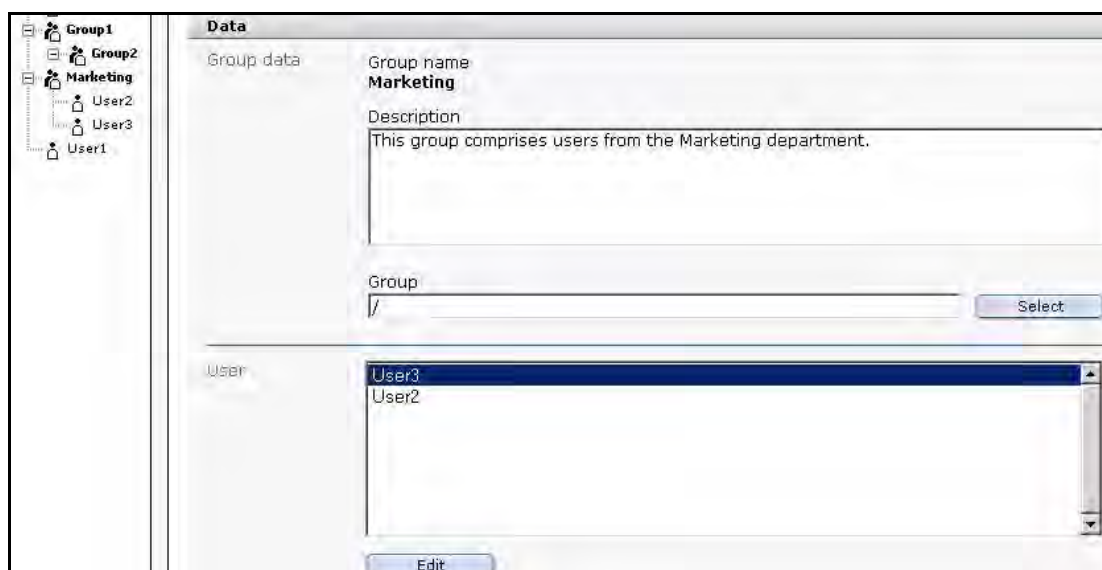 Group1
Group2
Marketing
User2
User3
User1
Data
Group data
Group name
Marketing
Description
This group comprises users from the Marketing department.
Group
/
Select
User
User3
User2
Edit